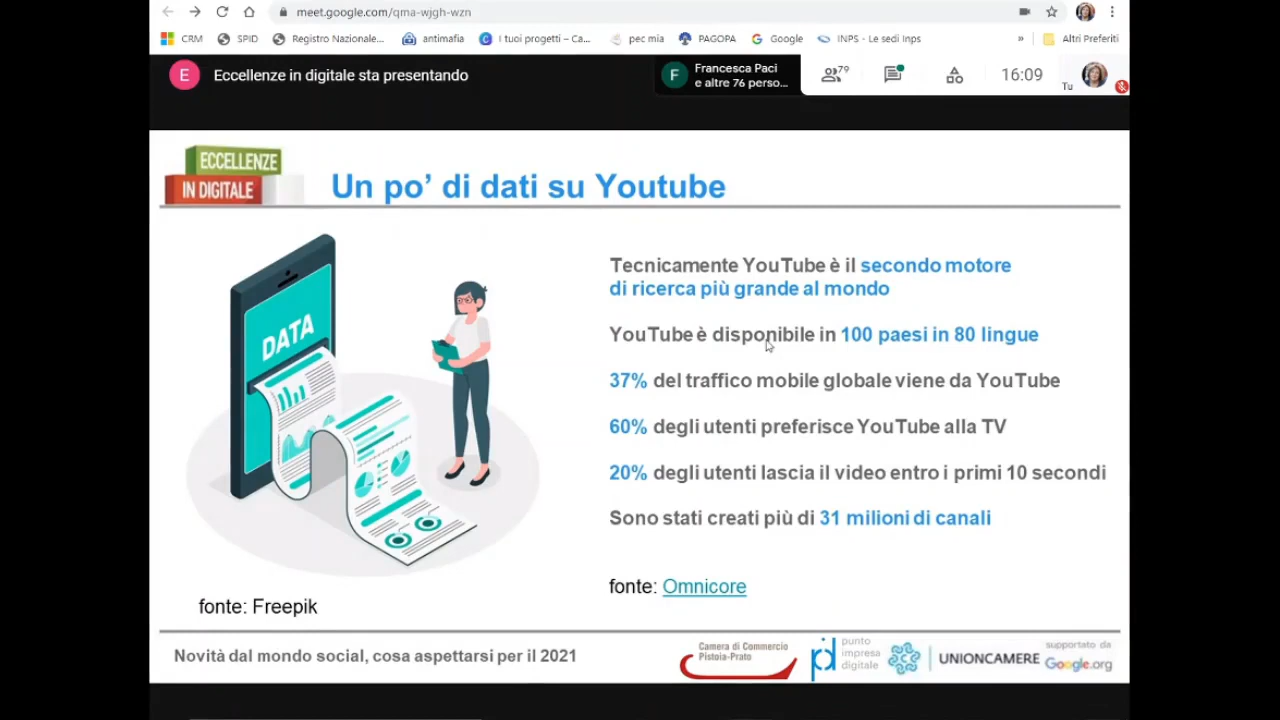 meet.google.com/qma-wjgh-wzn
CRM
SPID
Registro Nazionale...
antimafia
I tuoi progetti – Ca...
pec mia
PAGOPA
Google
INPS - Le sedi Inps
»
Altri Preferiti
E
Eccellenze in digitale sta presentando
F
Francesca Paci
e altre 76 perso...
79
16:09
Tu
ECCELLENZE
IN DIGITALE
Un po’ di dati su Youtube
DATA
Tecnicamente YouTube è il secondo motore
di ricerca più grande al mondo
YouTube è disponibile in 100 paesi in 80 lingue
37% del traffico mobile globale viene da YouTube
60% degli utenti preferisce YouTube alla TV
20% degli utenti lascia il video entro i primi 10 secondi
Sono stati creati più di 31 milioni di canali
fonte: Omnicore
fonte: Freepik
Novità dal mondo social, cosa aspettarsi per il 2021
Camera di Commercio
Pistoia-Prato
pid
punto
impresa
digitale
UNIONCAMERE
supportato da
Google.org